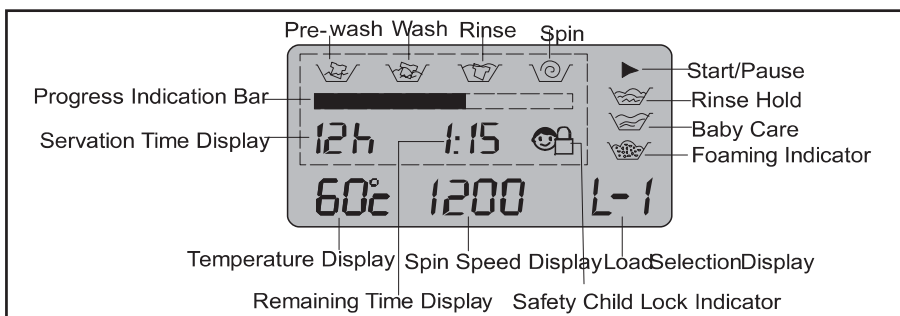 Pre-wash Wash Rinse Spin
Start/Pause
Progress Indication Bar
Rinse Hold
Servation Time Display
12h 1:15
Baby Care
Foaming Indicator
60°c 1200 L-1
Temperature Display Spin Speed Display LoadSelectionDisplay
Remaining Time Display Safety Child Lock Indicator